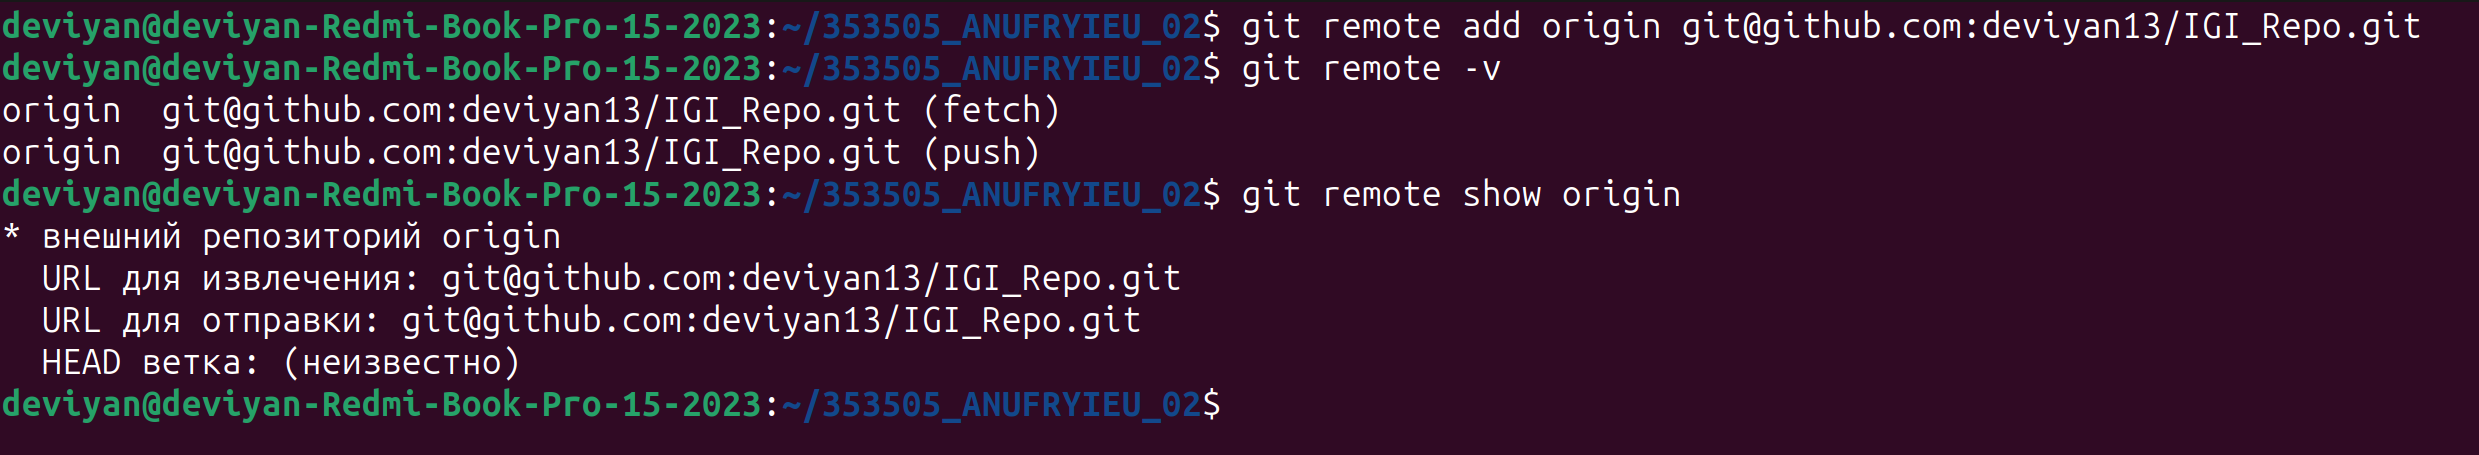 deviyan@deviyan-Redmi-Book-Pro-15-2023:~/353505_ANUFRYIEU_02$ git remote add origin git@github.com:deviyan13/IGI_Repo.git
deviyan@deviyan-Redmi-Book-Pro-15-2023:~/353505_ANUFRYIEU_02$ git remote -v
origin  git@github.com:deviyan13/IGI_Repo.git (fetch)
origin  git@github.com:deviyan13/IGI_Repo.git (push)
deviyan@deviyan-Redmi-Book-Pro-15-2023:~/353505_ANUFRYIEU_02$ git remote show origin
* внешний репозиторий origin
  URL для извлечения: git@github.com:deviyan13/IGI_Repo.git
  URL для отправки: git@github.com:deviyan13/IGI_Repo.git
  HEAD ветка: (неизвестно)
deviyan@deviyan-Redmi-Book-Pro-15-2023:~/353505_ANUFRYIEU_02$